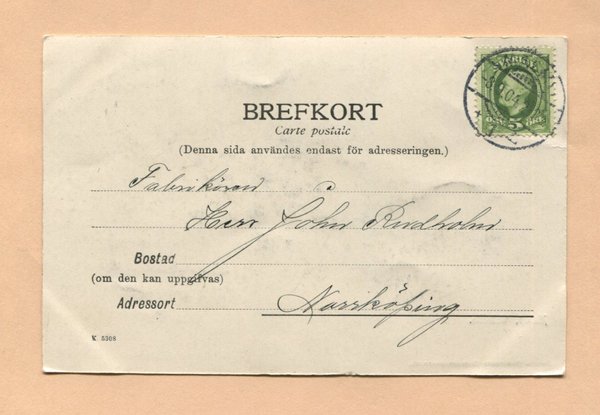 BREFKORT
Carte postale
(Denna sida användes endast för adresseringen.)
Fabrikören
Herr John Rudholm
Bostad
(om den kan uppgifvas)
Adressort Norrköping
K. 5308
5